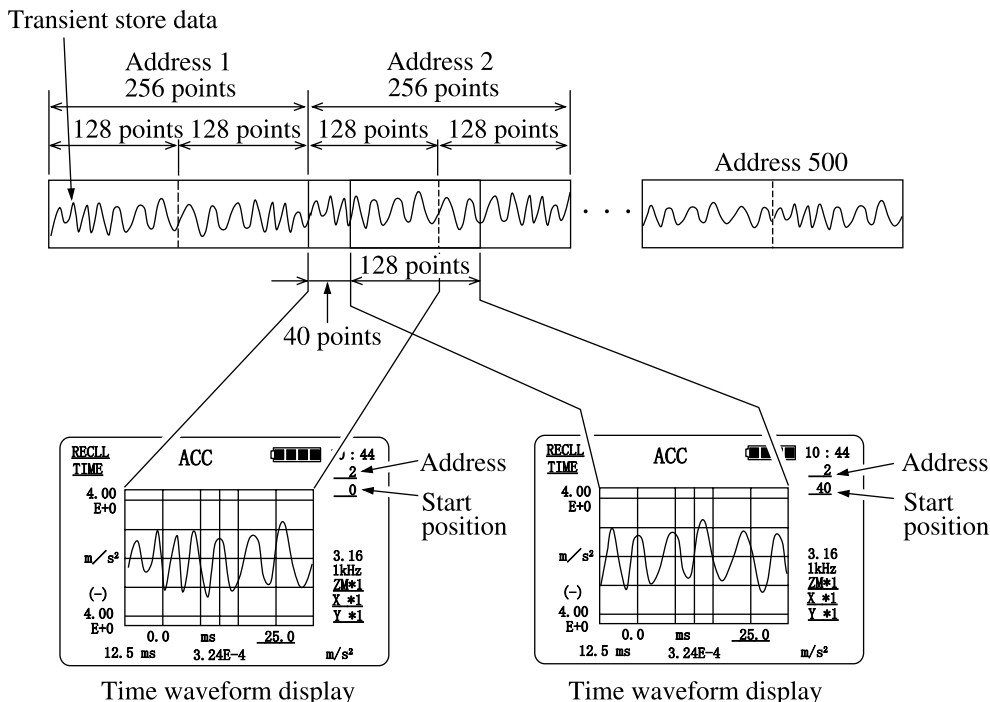 Transient store data
Address 1
256 points
Address 2
256 points
128 points
128 points
128 points
128 points
Address 500
128 points
40 points
RECLL
TIME
ACC
: 44
2
0
Address
Start
position
4.00
E+0
m/s²
(-)
4.00
E+0
3.16
1kHz
ZM*1
X *1
Y *1
0.0
ms
25.0
12.5 ms
3.24E-4
m/s²
Time waveform display
RECLL
TIME
ACC
10 : 44
2
40
Address
Start
position
4.00
E+0
m/s²
(-)
4.00
E+0
3.16
1kHz
ZM*1
X *1
Y *1
0.0
ms
25.0
12.5 ms
3.24E-4
m/s²
Time waveform display